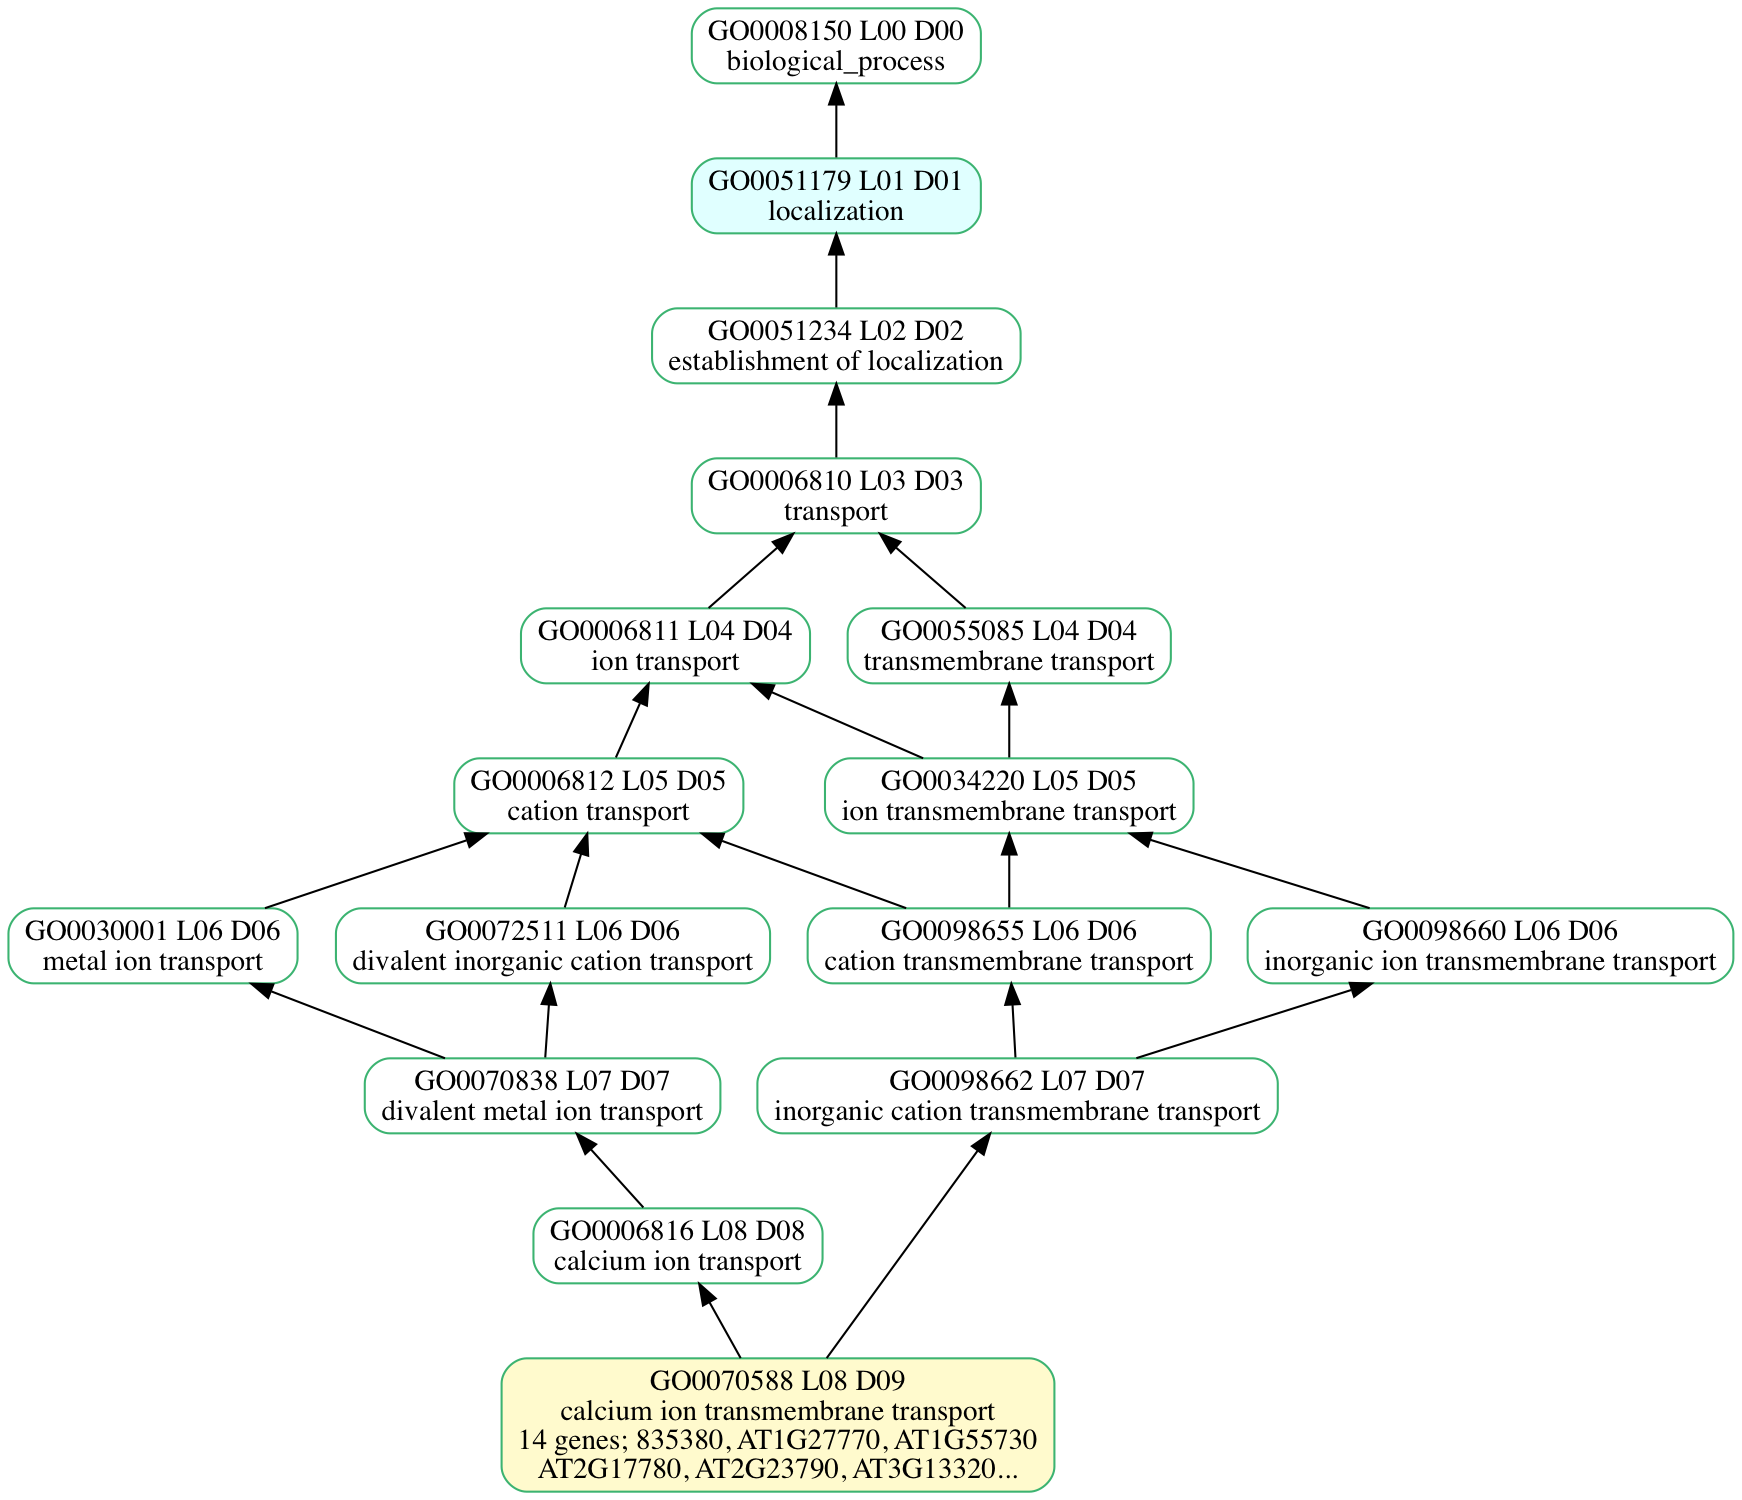 GO0008150 L00 D00
biological_process
GO0051179 L01 D01
localization
GO0051234 L02 D02
establishment of localization
GO0006810 L03 D03
transport
GO0006811 L04 D04
ion transport
GO0055085 L04 D04
transmembrane transport
GO0006812 L05 D05
cation transport
GO0034220 L05 D05
ion transmembrane transport
GO0030001 L06 D06
metal ion transport
GO0072511 L06 D06
divalent inorganic cation transport
GO0098655 L06 D06
cation transmembrane transport
GO0098660 L06 D06
inorganic ion transmembrane transport
GO0070838 L07 D07
divalent metal ion transport
GO0098662 L07 D07
inorganic cation transmembrane transport
GO0006816 L08 D08
calcium ion transport
GO0070588 L08 D09
calcium ion transmembrane transport
14 genes; 835380, AT1G27770, AT1G55730
AT2G17780, AT2G23790, AT3G13320...